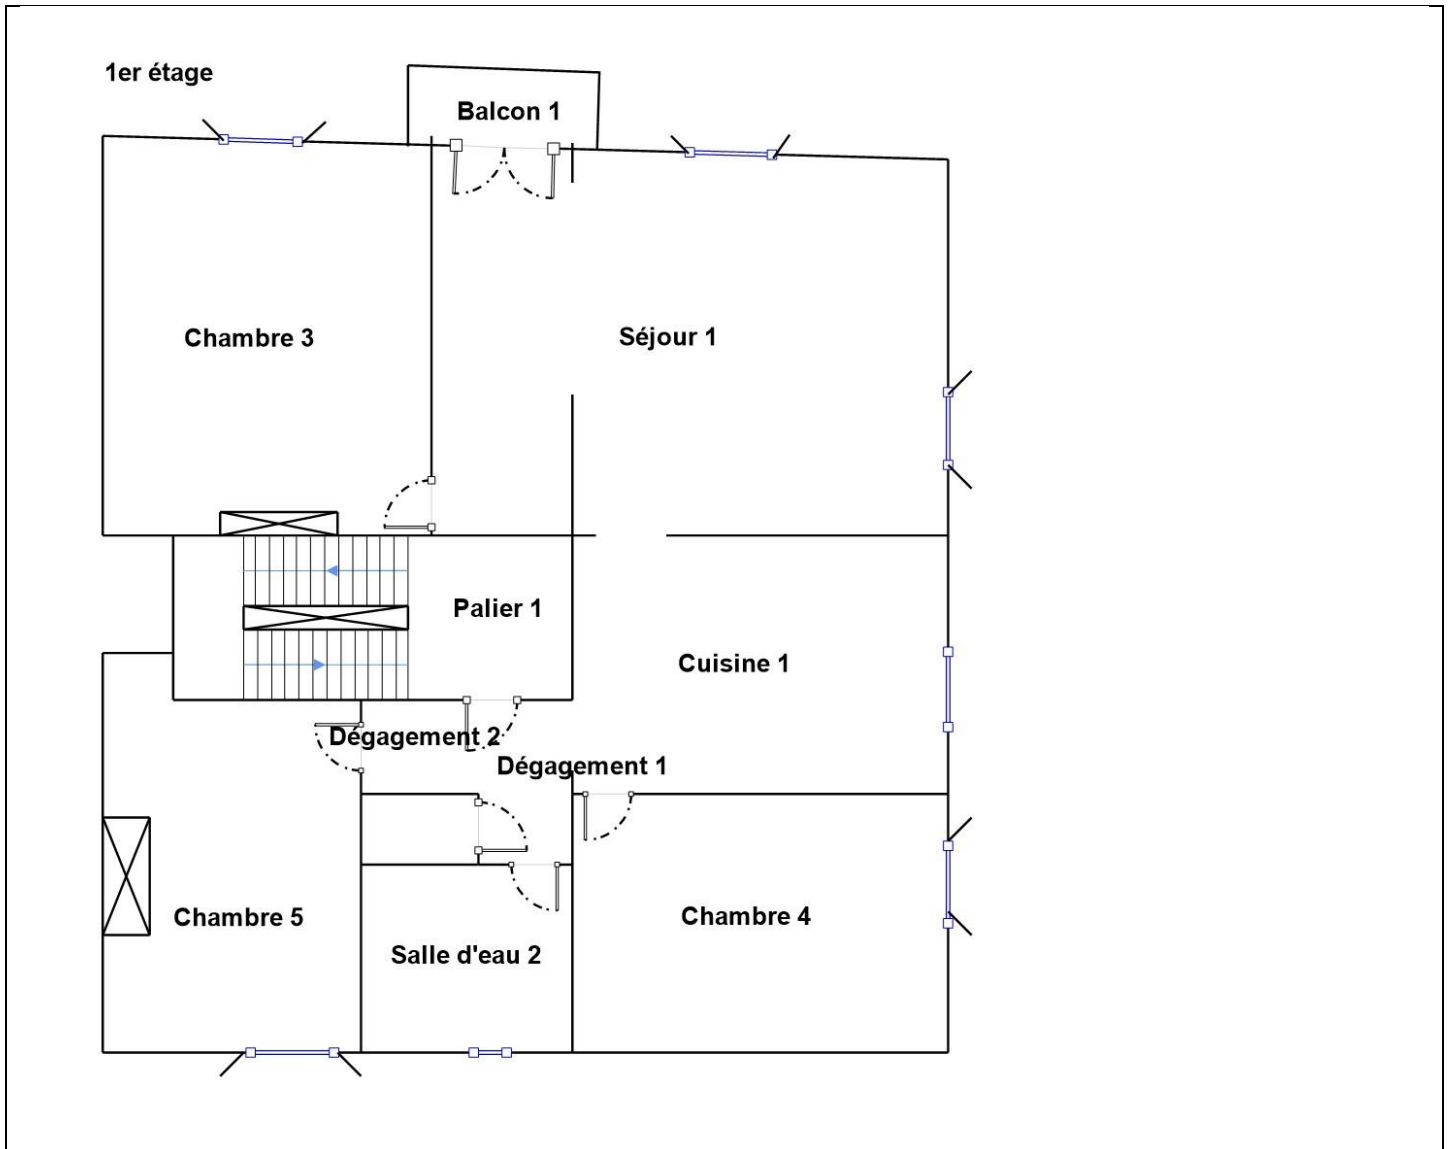 1er étage
Balcon 1
Chambre 3
Séjour 1
Palier 1
Cuisine 1
Dégagement 2
Dégagement 1
Chambre 5
Chambre 4
Salle d'eau 2